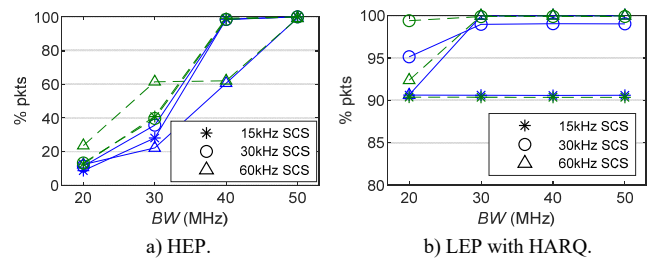 100
80
60
40
20
0
% pkts
20 30 40 50
BW (MHz)
15kHz SCS
30kHz SCS
60kHz SCS
a) HEP.
100
95
90
85
80
% pkts
20 30 40 50
BW (MHz)
15kHz SCS
30kHz SCS
60kHz SCS
b) LEP with HARQ.